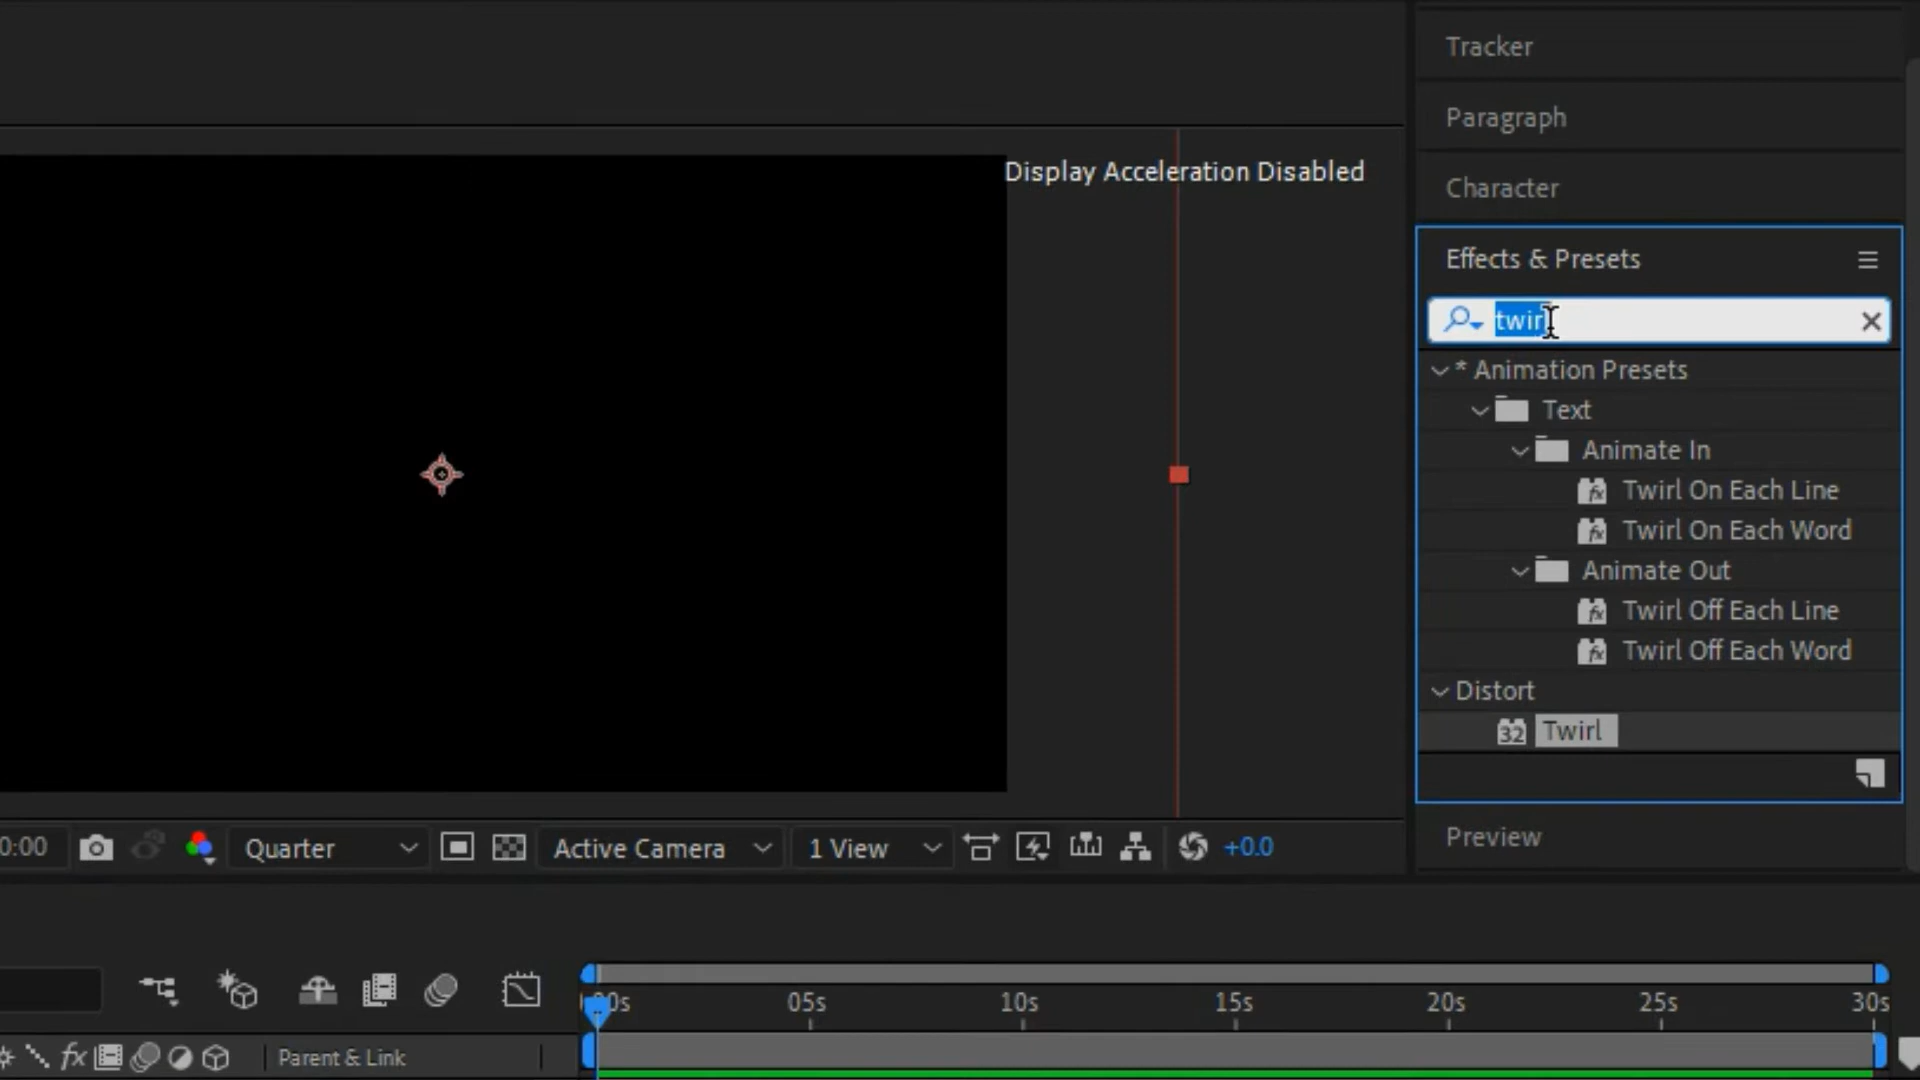 Tracker
Paragraph
Character
Display Acceleration Disabled
Effects & Presets
twirl
* Animation Presets
Text
Animate In
Twirl On Each Line
Twirl On Each Word
Animate Out
Twirl Off Each Line
Twirl Off Each Word
Distort
32 Twirl
Preview
0:00 Quarter Active Camera 1 View +0.0
00s 05s 10s 15s 20s 25s 30s
fx Parent & Link